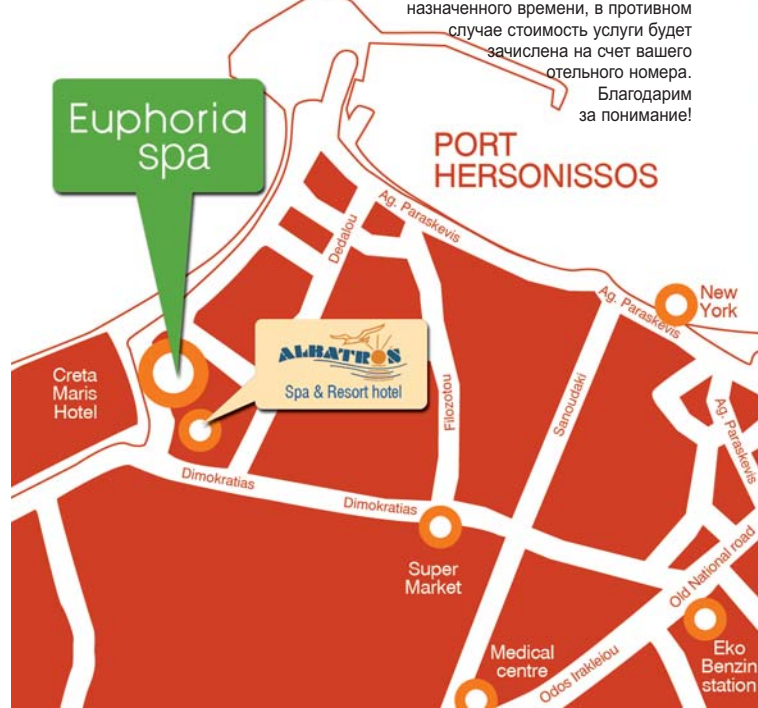 назначенного времени, в противном
случае стоимость услуги будет
зачислена на счет вашего
отельного номера.
Благодарим
за понимание!
Euphoria
spa
PORT
HERSONISSOS
Ag. Paraskevis
Dedalou
Ag. Paraskevis
New
York
ALBATROS
Spa & Resort hotel
Creta
Maris
Hotel
Filozotou
Sanoudaki
Ag. Paraskevis
Dimokratias
Dimokratias
Super
Market
Old National road
Medical
centre
Odos Irakleiou
Eko
Benzin
station